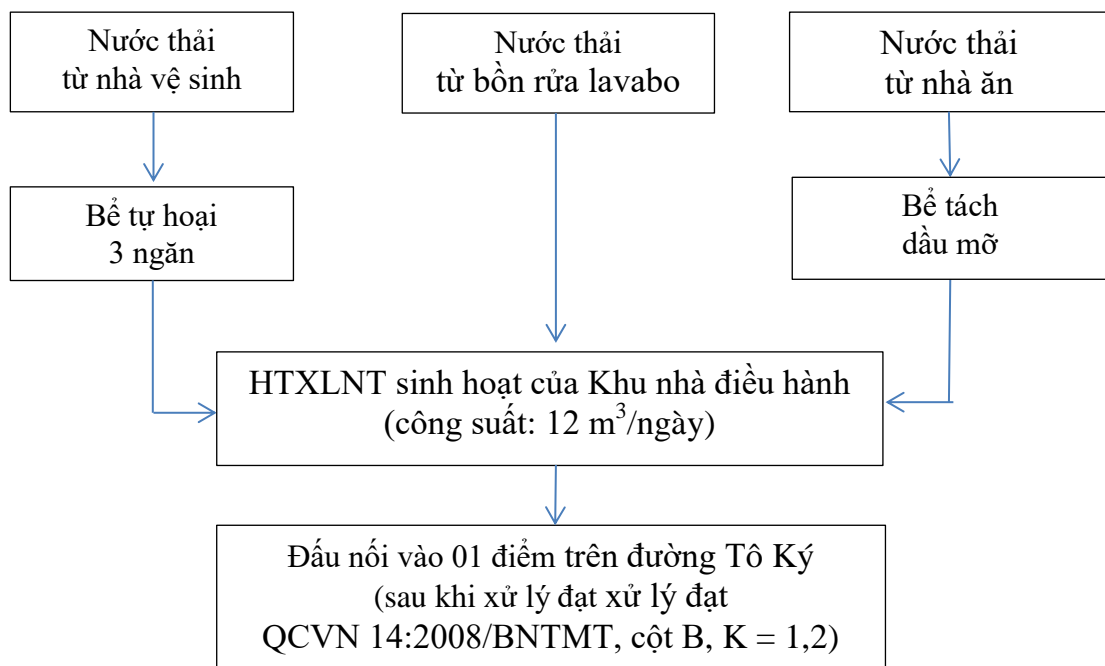 Nước thải
từ nhà vệ sinh
Nước thải
từ bồn rửa lavabo
Nước thải
từ nhà ăn
Bể tự hoại
3 ngăn
Bể tách
dầu mỡ
HTXLNT sinh hoạt của Khu nhà điều hành
(công suất: 12 m³/ngày)
Đấu nối vào 01 điểm trên đường Tô Ký
(sau khi xử lý đạt xử lý đạt
QCVN 14:2008/BNTMT, cột B, K = 1,2)